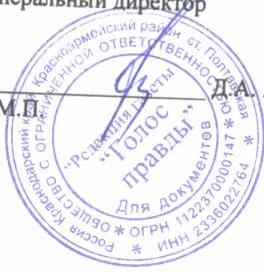 неральный директор
Д.А.
М.П.
Россия Краснодарский край Красноармейский район ст. Полтавская
ОБЩЕСТВО С ОГРАНИЧЕННОЙ ОТВЕТСТВЕННОСТЬЮ
* ОГРН 1122370000147 *
* ИНН 2336022764 *
"Редакция газеты
"Голос
правды"
Для документов